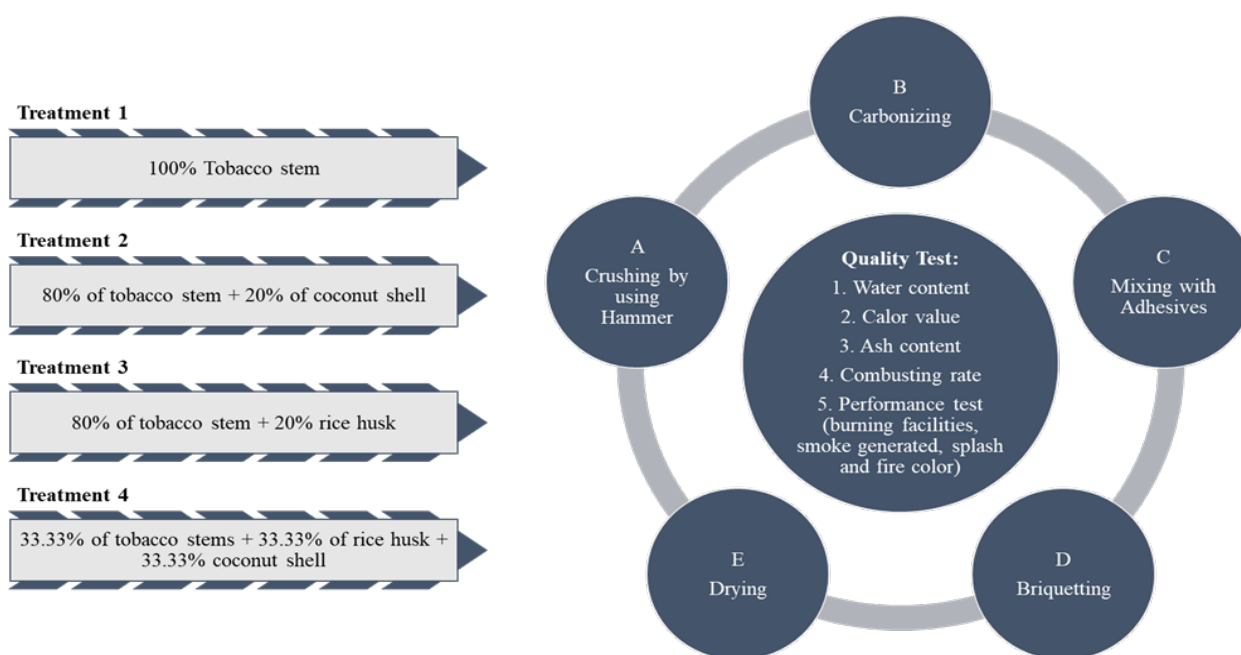 Treatment 1
100% Tobacco stem
Treatment 2
80% of tobacco stem + 20% of coconut shell
Treatment 3
80% of tobacco stem + 20% rice husk
Treatment 4
33.33% of tobacco stems + 33.33% of rice husk +
33.33% coconut shell
A
Crushing by
using
Hammer
B
Carbonizing
C
Mixing with
Adhesives
D
Briquetting
E
Drying
Quality Test:
1. Water content
2. Calor value
3. Ash content
4. Combusting rate
5. Performance test
(burning facilities,
smoke generated, splash
and fire color)